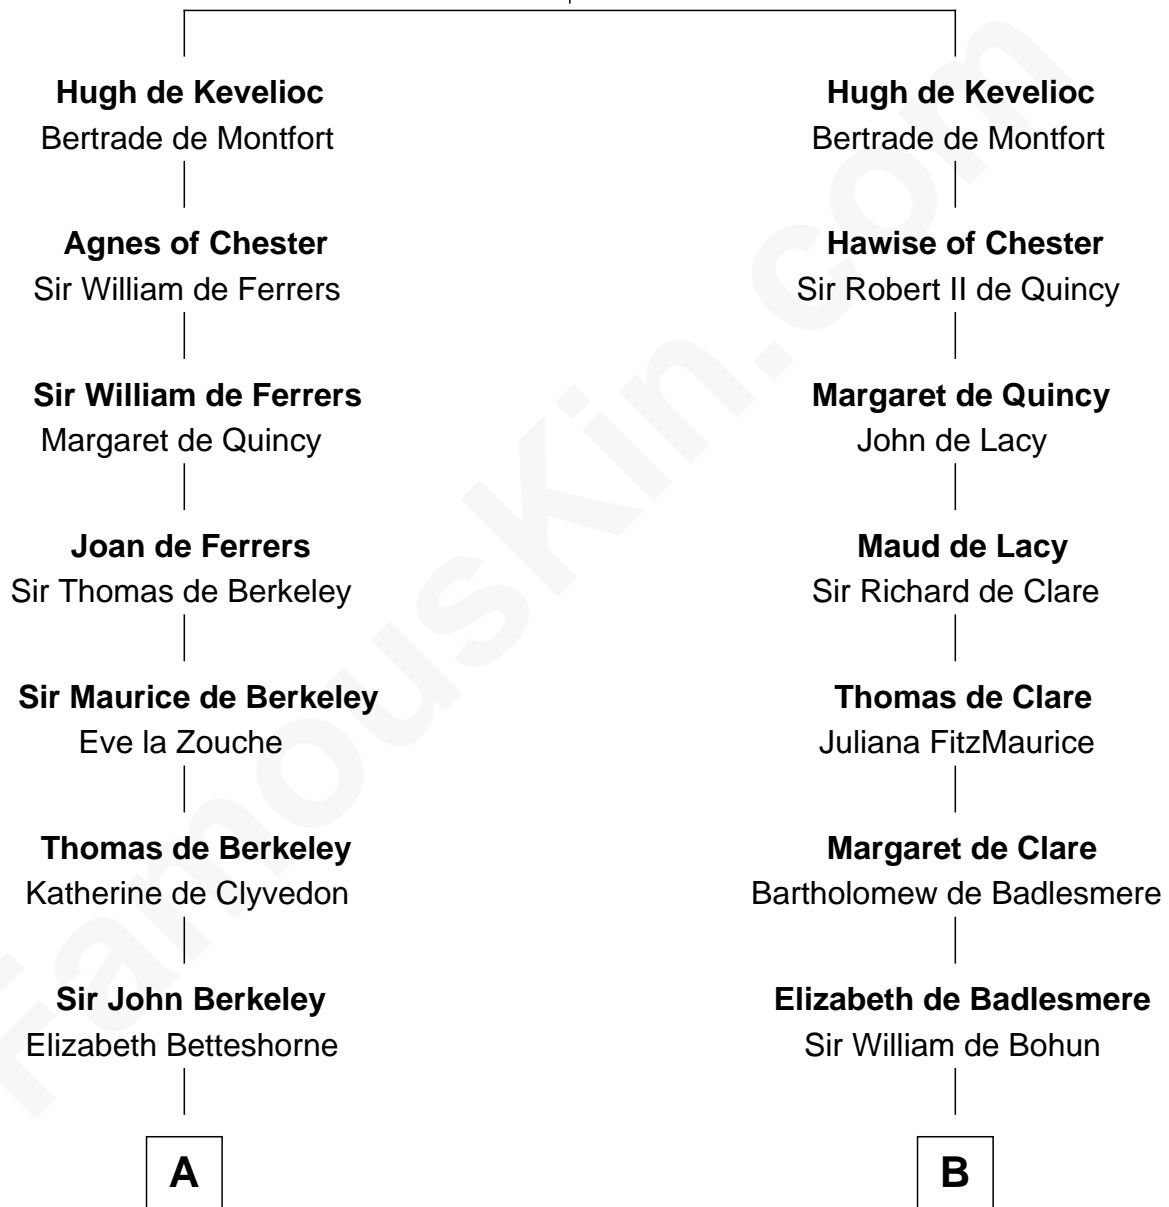 Hugh de Kevelioc
Bertrade de Montfort
Agnes of Chester
Sir William de Ferrers
Sir William de Ferrers
Margaret de Quincy
Joan de Ferrers
Sir Thomas de Berkeley
Sir Maurice de Berkeley
Eve la Zouche
Thomas de Berkeley
Katherine de Clyvedon
Sir John Berkeley
Elizabeth Betteshorne
A
Hugh de Kevelioc
Bertrade de Montfort
Hawise of Chester
Sir Robert II de Quincy
Margaret de Quincy
John de Lacy
Maud de Lacy
Sir Richard de Clare
Thomas de Clare
Juliana FitzMaurice
Margaret de Clare
Bartholomew de Badlesmere
Elizabeth de Badlesmere
Sir William de Bohun
B
FamousKin.com